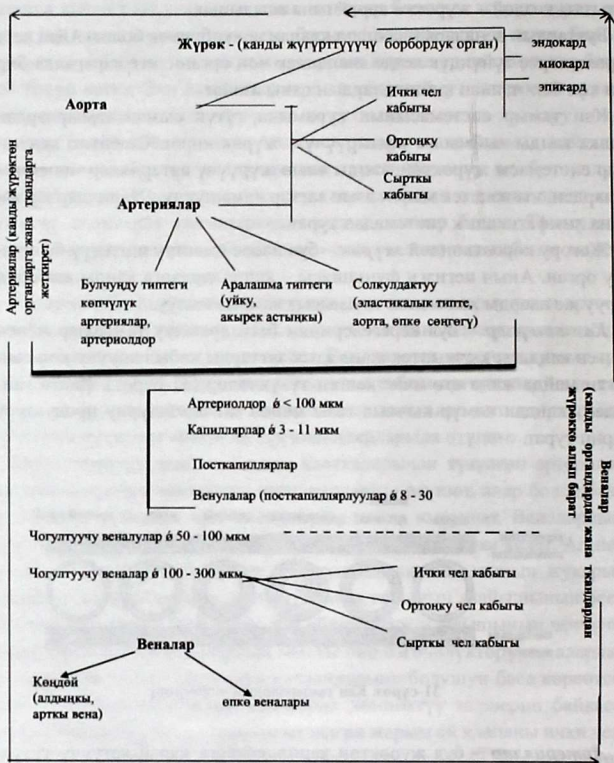 Жүрөк - (канды жүгүрттүүчү борбордук орган)
эндокард
миокард
эпикард
Аорта
Ички чел
кабыгы
Ортоңку
кабыгы
Сырткы
кабыгы
Артериялар
Артериялар (канды жүрөктөн
органдарга жана ткандарга
жеткирет)
Булчуңду типтеги
көпчүлүк
артериялар,
артериолдор
Аралашма типтеги
(уйку,
акырек астыңкы)
Солкулдактуу
(эластикалык типте,
аорта, өпкө сөңгөгү)
Артериолдор ẟ < 100 мкм
Капиллярлар ẟ 3 - 11 мкм
Посткапиллярлар
Венулалар (посткапиллярлуулар ẟ 8 - 30
Веналар
(канды органдардан жана ткандардан
жүрөккө алып барат)
Чогултуучу венулулар ẟ 50 - 100 мкм
Чогултуучу веналар ẟ 100 - 300 мкм
Ички чел кабыгы
Ортоңку чел кабыгы
Сырткы чел кабыгы
Веналар
Көңдөй
(алдыңкы,
арткы вена)
өпкө веналары